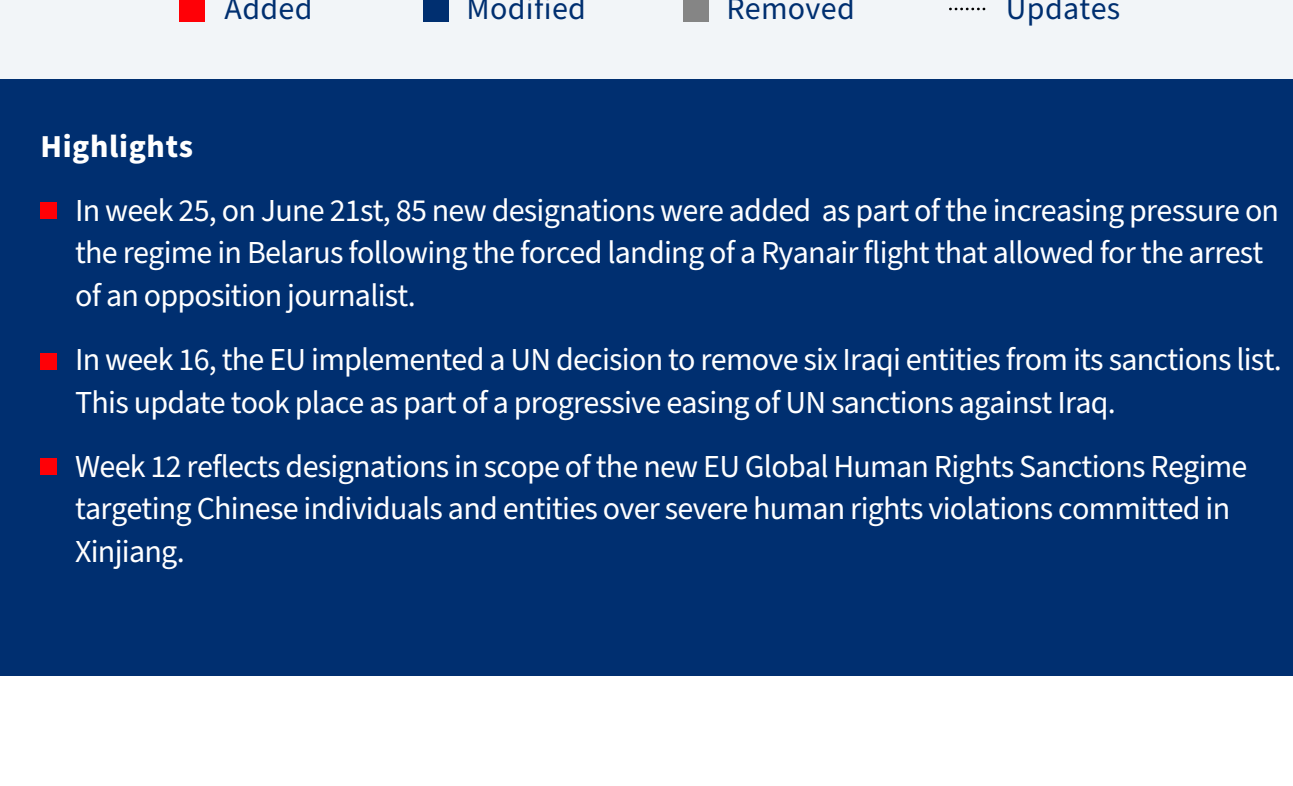 Added Modified Removed Updates
Highlights
In week 25, on June 21st, 85 new designations were added  as part of the increasing pressure on
the regime in Belarus following the forced landing of a Ryanair flight that allowed for the arrest
of an opposition journalist.
In week 16, the EU implemented a UN decision to remove six Iraqi entities from its sanctions list.
This update took place as part of a progressive easing of UN sanctions against Iraq.
Week 12 reflects designations in scope of the new EU Global Human Rights Sanctions Regime
targeting Chinese individuals and entities over severe human rights violations committed in
Xinjiang.